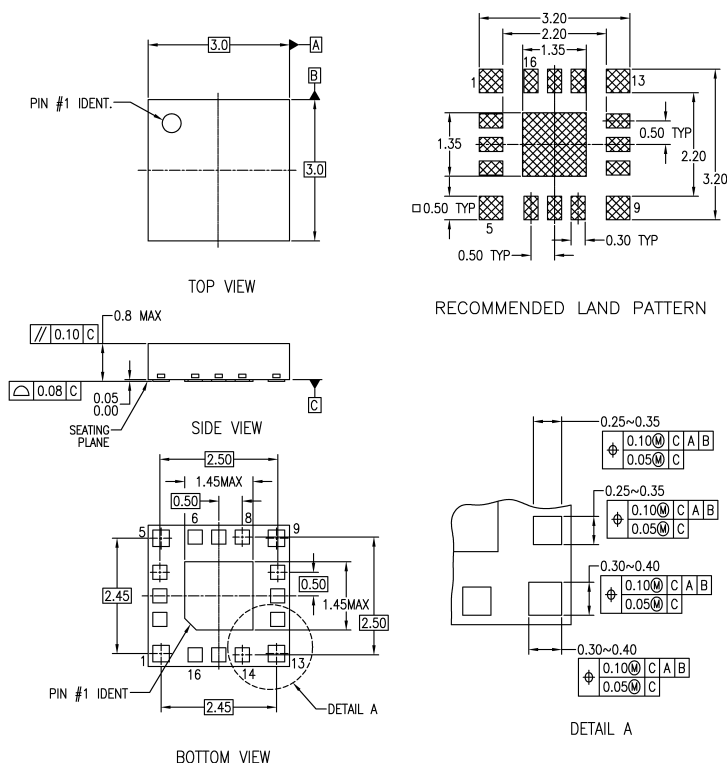 3.0
A
B
PIN #1 IDENT.
3.0
TOP VIEW
3.20
2.20
1.35
16
1
13
0.50 TYP
1.35
2.20
3.20
□0.50 TYP
5
9
0.30 TYP
0.50 TYP
RECOMMENDED LAND PATTERN
0.8 MAX
// 0.10 C
⌓ 0.08 C
0.05
0.00
SEATING
PLANE
C
SIDE VIEW
2.50
1.45MAX
0.50
5
6
8
9
0.50
2.45
1.45MAX
2.50
1
16
14
13
PIN #1 IDENT
2.45
DETAIL A
BOTTOM VIEW
0.25~0.35
⌖ 0.10Ⓜ C A B
0.05Ⓜ C
0.25~0.35
⌖ 0.10Ⓜ C A B
0.05Ⓜ C
0.30~0.40
⌖ 0.10Ⓜ C A B
0.05Ⓜ C
0.30~0.40
⌖ 0.10Ⓜ C A B
0.05Ⓜ C
DETAIL A